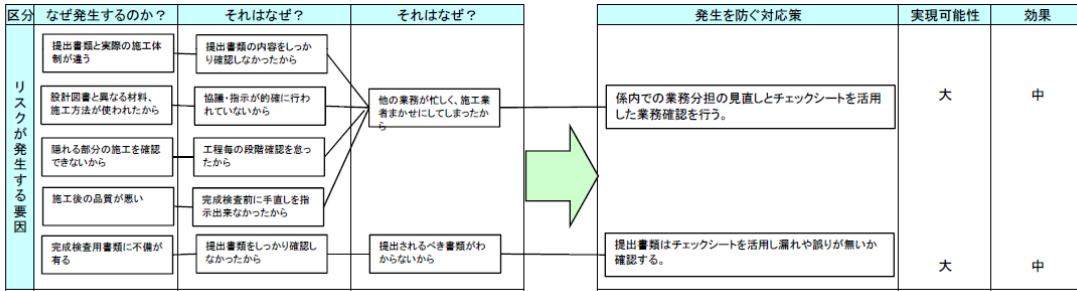 区分 なぜ発生するのか？ それはなぜ？ それはなぜ？ 発生を防ぐ対応策 実現可能性 効果
リスクが発生する要因
提出書類と実際の施工体
制が違う
提出書類の内容をしっか
り確認しなかったから
設計図書と異なる材料、
施工方法が使われたから
協議・指示が的確に行わ
れていないから
他の業務が忙しく、施工業
者まかせにしてしまったか
ら
係内での業務分担の見直しとチェックシートを活用
した業務確認を行う。
大 中
隠れる部分の施工を確認
できないから
工程毎の段階確認を怠っ
たから
施工後の品質が悪い
完成検査前に手直しを指
示出来なかったから
完成検査用書類に不備が
有る
提出書類をしっかり確認し
なかったから
提出されるべき書類がわ
からないから
提出書類はチェックシートを活用し漏れや誤りが無いか
確認する。
大 中